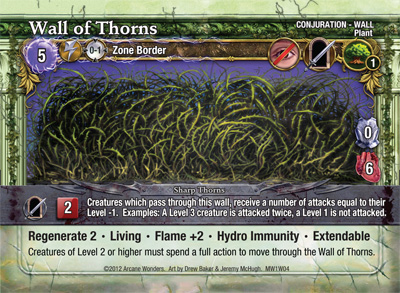 Wall of Thorns
CONJURATION - WALL
Plant
5
0-1
Zone Border
1
0
6
Sharp Thorns
2
Creatures which pass through this wall, receive a number of attacks equal to their
Level -1. Examples: A Level 3 creature is attacked twice, a Level 1 is not attacked.
Regenerate 2 • Living • Flame +2 • Hydro Immunity • Extendable
Creatures of Level 2 or higher must spend a full action to move through the Wall of Thorns.
©2012 Arcane Wonders. Art by Drew Baker & Jeremy McHugh. MW1W04